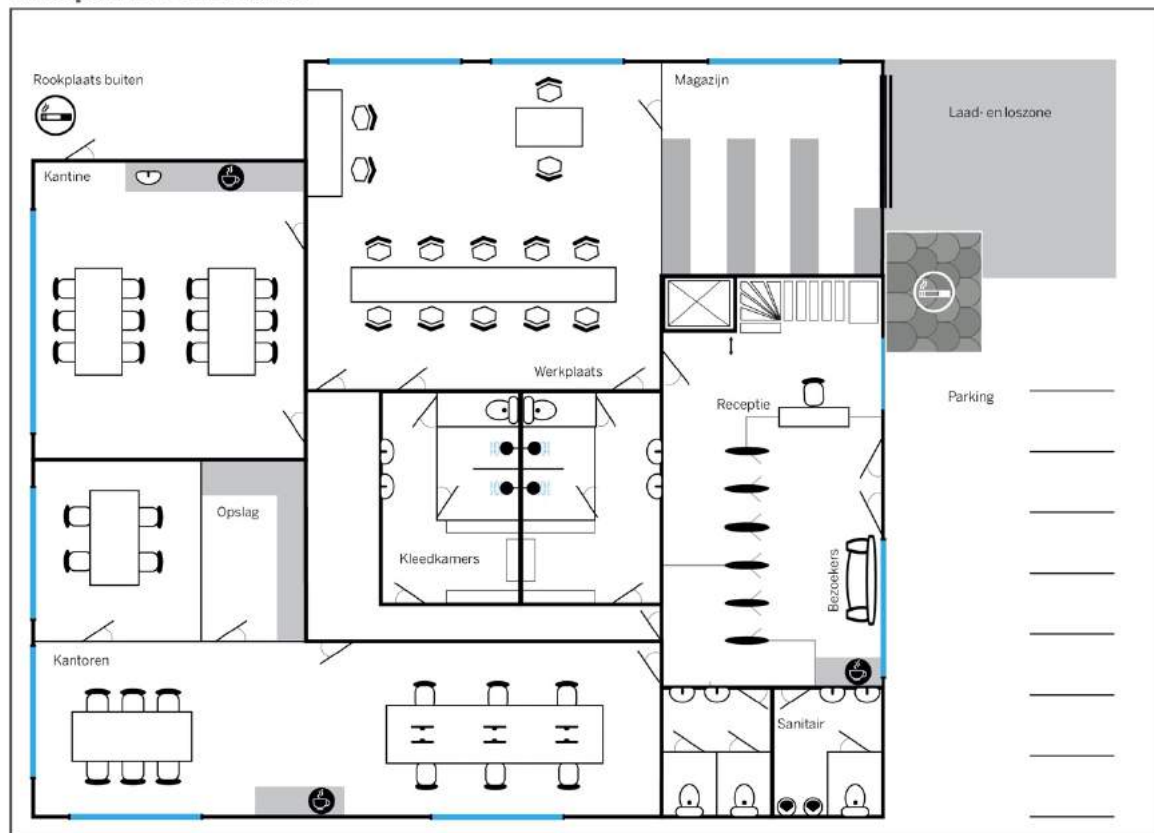 Rookplaats buiten
Magazijn
Laad- en loszone
Kantine
Werkplaats
Receptie
Parking
Opslag
Kleedkamers
Bezoekers
Kantoren
Sanitair